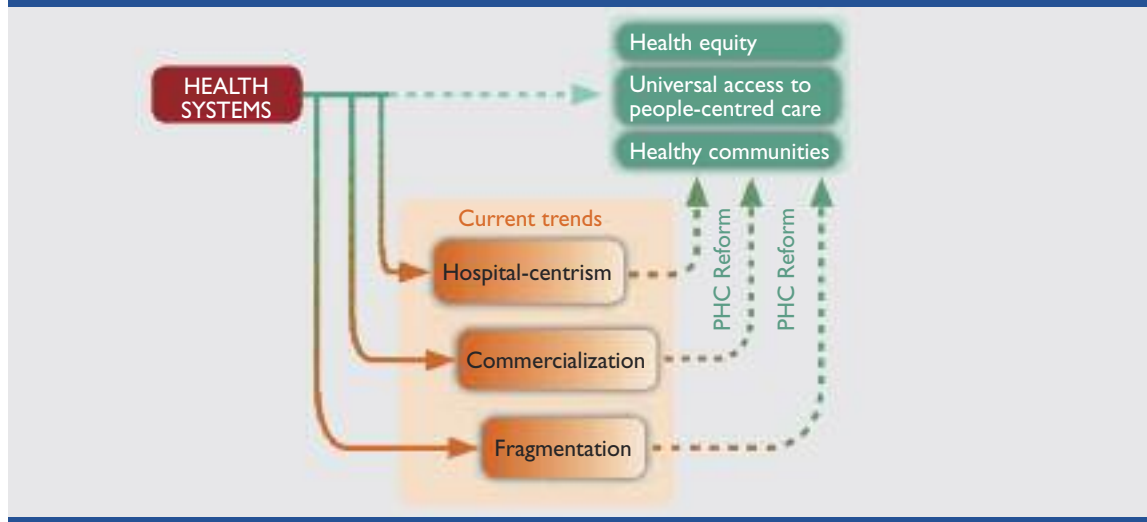 HEALTH
SYSTEMS
Health equity
Universal access to
people-centred care
Healthy communities
Current trends
Hospital-centrism
Commercialization
Fragmentation
PHC Reform
PHC Reform